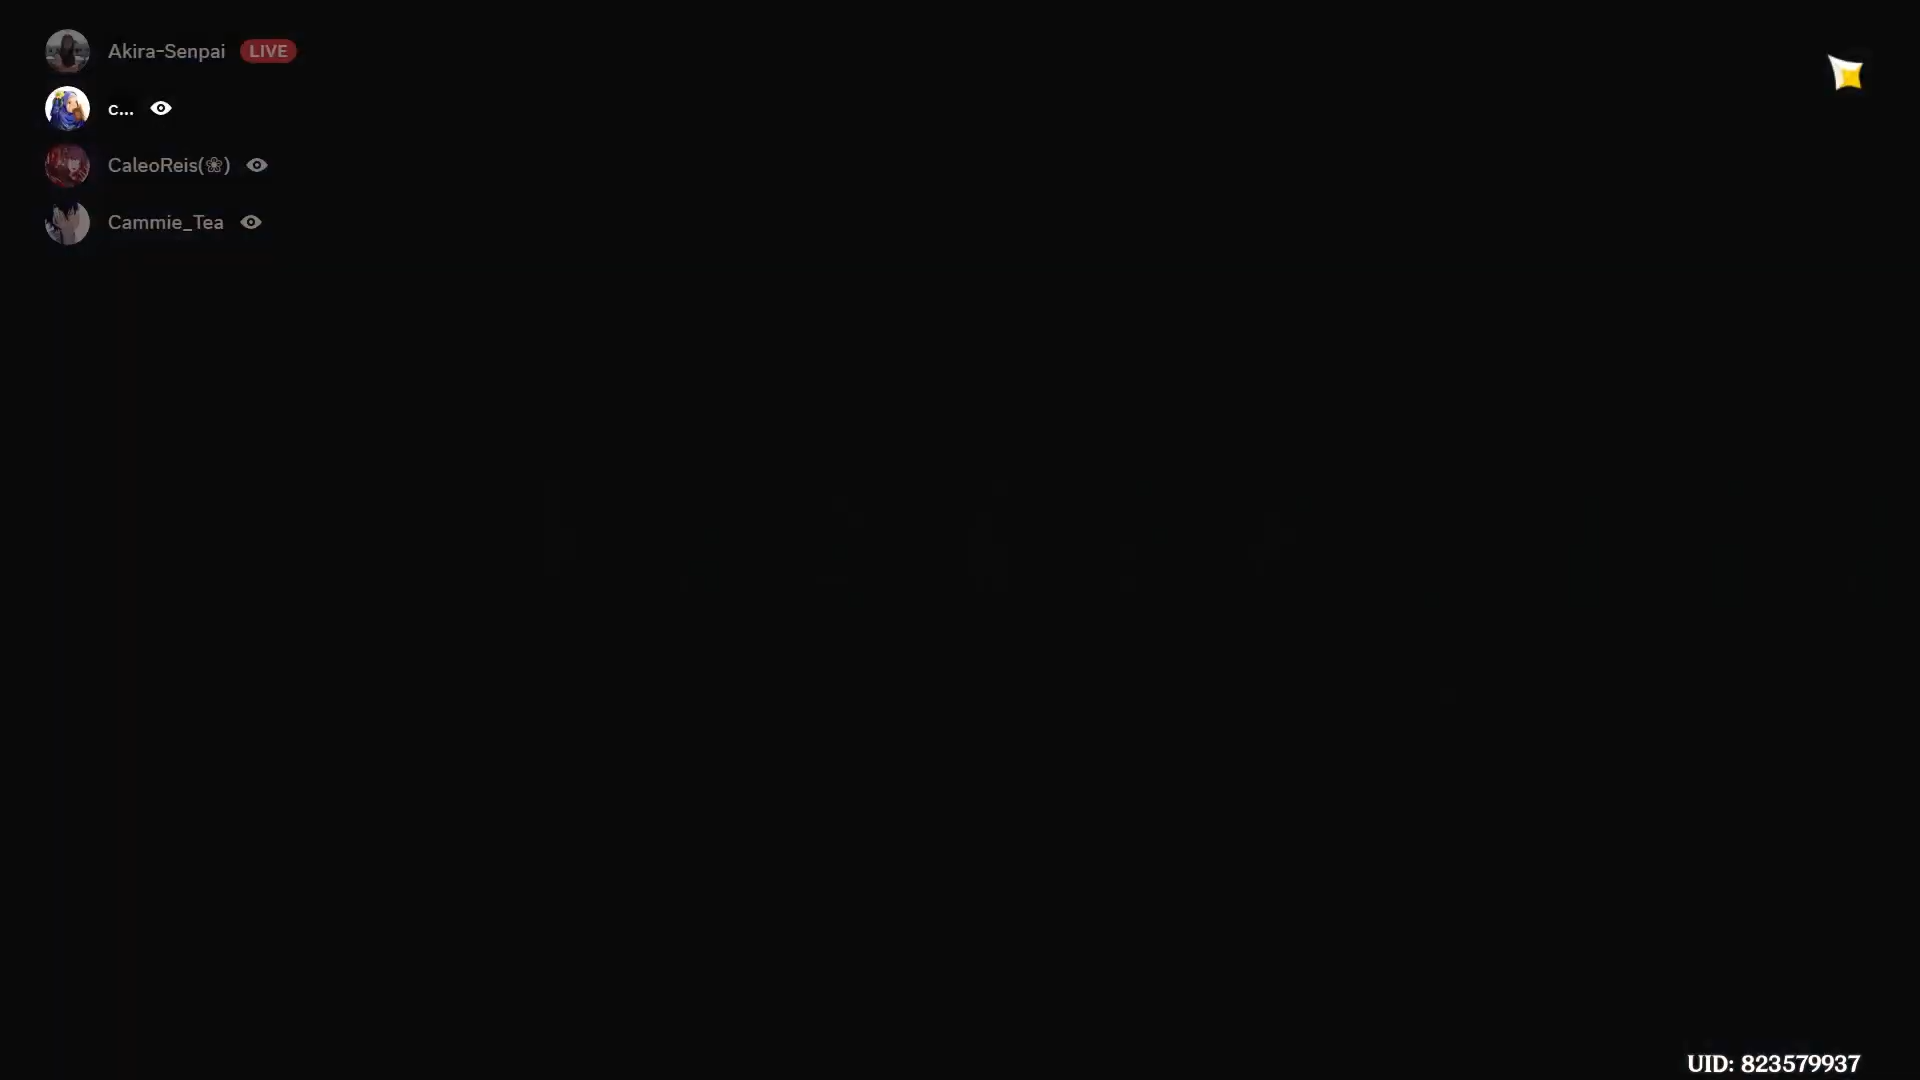 Akira-Senpai LIVE
c...
CaleoReis(❀)
Cammie_Tea
UID: 823579937